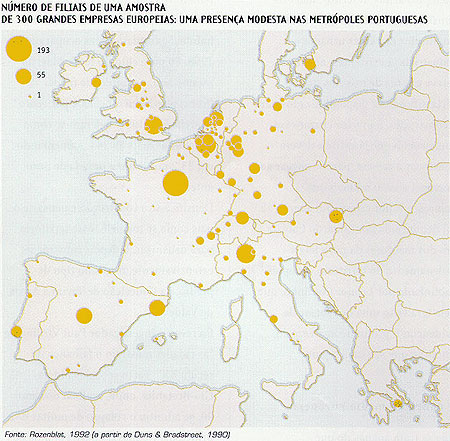 NÚMERO DE FILIAIS DE UMA AMOSTRA
DE 300 GRANDES EMPRESAS EUROPEIAS: UMA PRESENÇA MODESTA NAS METRÓPOLES PORTUGUESAS
193
55
1
Fonte: Rozenblat, 1992 (a partir de Duns & Bradstreet, 1990)